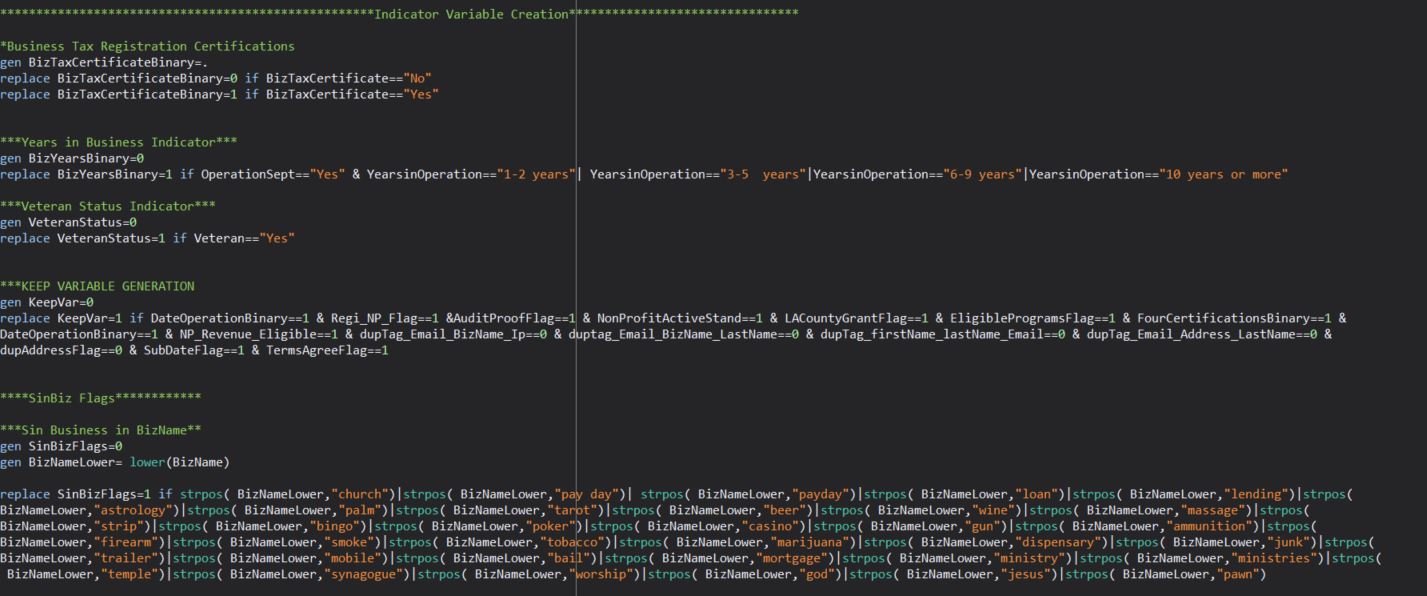 ****************************************************Indicator Variable Creation********************************
*Business Tax Registration Certifications
gen BizTaxCertificateBinary=.
replace BizTaxCertificateBinary=0 if BizTaxCertificate=="No"
replace BizTaxCertificateBinary=1 if BizTaxCertificate=="Yes"
***Years in Business Indicator***
gen BizYearsBinary=0
replace BizYearsBinary=1 if OperationSept=="Yes" & YearsinOperation=="1-2 years"| YearsinOperation=="3-5  years"|YearsinOperation=="6-9 years"|YearsinOperation=="10 years or more"
***Veteran Status Indicator***
gen VeteranStatus=0
replace VeteranStatus=1 if Veteran=="Yes"
***KEEP VARIABLE GENERATION
gen KeepVar=0
replace KeepVar=1 if DateOperationBinary==1 & Regi_NP_Flag==1 &AuditProofFlag==1 & NonProfitActiveStand==1 & LACountyGrantFlag==1 & EligibleProgramsFlag==1 & FourCertificationsBinary==1 &
DateOperationBinary==1 & NP_Revenue_Eligible==1 & dupTag_Email_BizName_Ip==0 & duptag_Email_BizName_LastName==0 & dupTag_firstName_lastName_Email==0 & dupTag_Email_Address_LastName==0 &
dupAddressFlag==0 & SubDateFlag==1 & TermsAgreeFlag==1
****SinBiz Flags************
***Sin Business in BizName**
gen SinBizFlags=0
gen BizNameLower= lower(BizName)
replace SinBizFlags=1 if strpos( BizNameLower,"church")|strpos( BizNameLower,"pay day")| strpos( BizNameLower,"payday")|strpos( BizNameLower,"loan")|strpos( BizNameLower,"lending")|strpos(
BizNameLower,"astrology")|strpos( BizNameLower,"palm")|strpos( BizNameLower,"tarot")|strpos( BizNameLower,"beer")|strpos( BizNameLower,"wine")|strpos( BizNameLower,"massage")|strpos(
BizNameLower,"strip")|strpos( BizNameLower,"bingo")|strpos( BizNameLower,"poker")|strpos( BizNameLower,"casino")|strpos( BizNameLower,"gun")|strpos( BizNameLower,"ammunition")|strpos(
BizNameLower,"firearm")|strpos( BizNameLower,"smoke")|strpos( BizNameLower,"tobacco")|strpos( BizNameLower,"marijuana")|strpos( BizNameLower,"dispensary")|strpos( BizNameLower,"junk")|strpos(
BizNameLower,"trailer")|strpos( BizNameLower,"mobile")|strpos( BizNameLower,"bail")|strpos( BizNameLower,"mortgage")|strpos( BizNameLower,"ministry")|strpos( BizNameLower,"ministries")|strpos(
BizNameLower,"temple")|strpos( BizNameLower,"synagogue")|strpos( BizNameLower,"worship")|strpos( BizNameLower,"god")|strpos( BizNameLower,"jesus")|strpos( BizNameLower,"pawn")